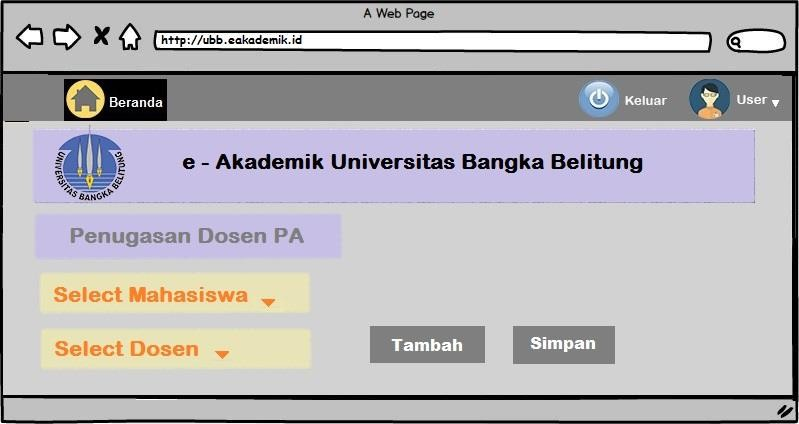 A Web Page
http://ubb.eakademik.id
Beranda
Keluar
User
UNIVERSITAS BANGKA BELITUNG
e - Akademik Universitas Bangka Belitung
Penugasan Dosen PA
Select Mahasiswa
Select Dosen
Tambah
Simpan